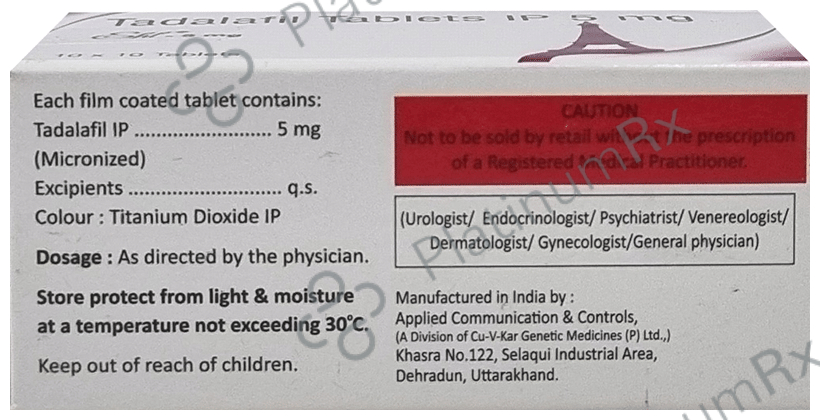 Tadalafil Tablets IP 5 mg
5 mg
10 x 10 Tablets
Each film coated tablet contains:
Tadalafil IP ........................... 5 mg
(Micronized)
Excipients .............................. q.s.
Colour : Titanium Dioxide IP
Dosage : As directed by the physician.
Store protect from light & moisture
at a temperature not exceeding 30°C.
Keep out of reach of children.
CAUTION
Not to be sold by retail without the prescription
of a Registered Medical Practitioner.
(Urologist/ Endocrinologist/ Psychiatrist/ Venereologist/
Dermatologist/ Gynecologist/General physician)
Manufactured in India by :
Applied Communication & Controls,
(A Division of Cu-V-Kar Genetic Medicines (P) Ltd.,)
Khasra No.122, Selaqui Industrial Area,
Dehradun, Uttarakhand.
PlatinumRx